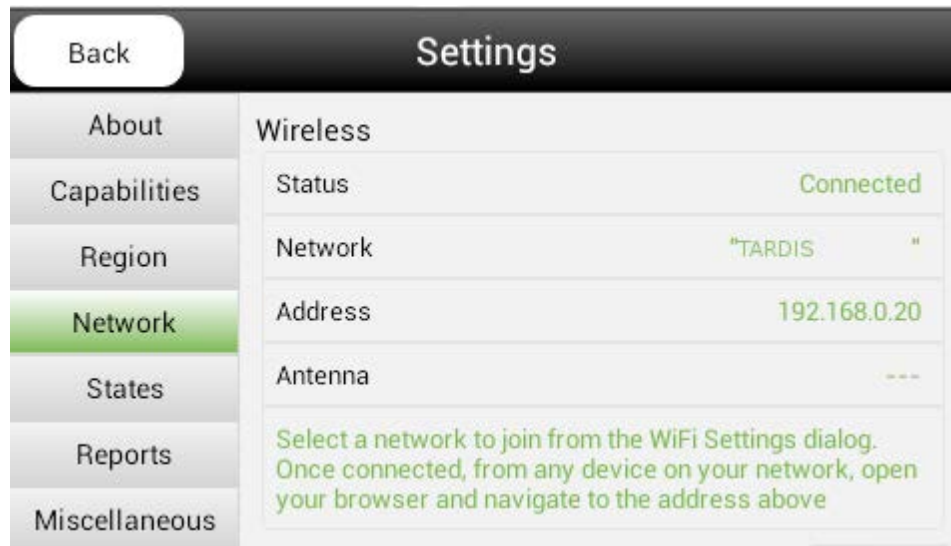 Back
Settings
About
Capabilities
Region
Network
States
Reports
Miscellaneous
Wireless
Status Connected
Network "TARDIS "
Address 192.168.0.20
Antenna ---
Select a network to join from the WiFi Settings dialog.
Once connected, from any device on your network, open
your browser and navigate to the address above